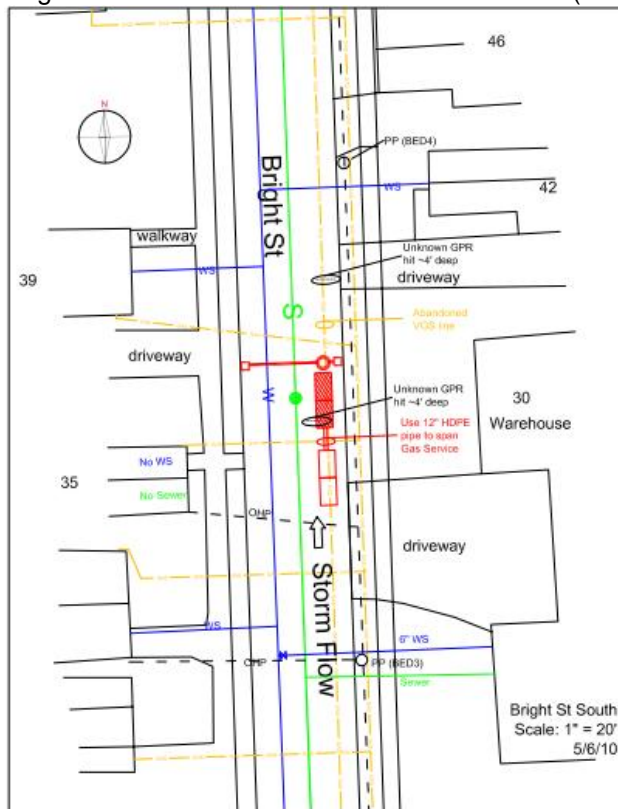 46
N
PP (BED4)
Bright St
WS
42
walkway
Unknown GPR
hit ~4' deep
WS
driveway
39
S
Abandoned
VGS line
driveway
W
Unknown GPR
hit ~4' deep
30
Warehouse
Use 12" HDPE
pipe to span
Gas Service
No WS
35
No Sewer
OHP
driveway
Storm Flow
WS
6" WS
OHP
PP (BED3)
Sewer
Bright St South
Scale: 1" = 20'
5/6/10